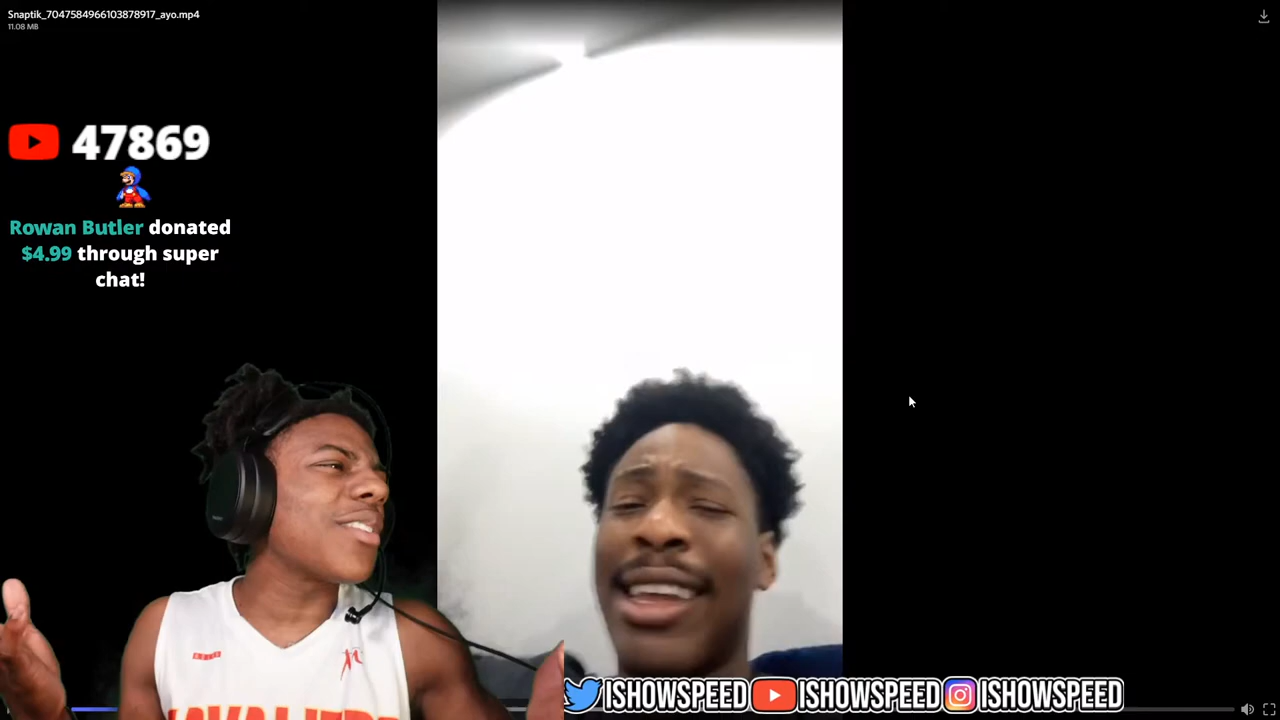 Snaptik_7047584966103878917_ayo.mp4
11.08 MB
47869
Rowan Butler donated
$4.99 through super
chat!
ISHOWSPEED ISHOWSPEED ISHOWSPEED